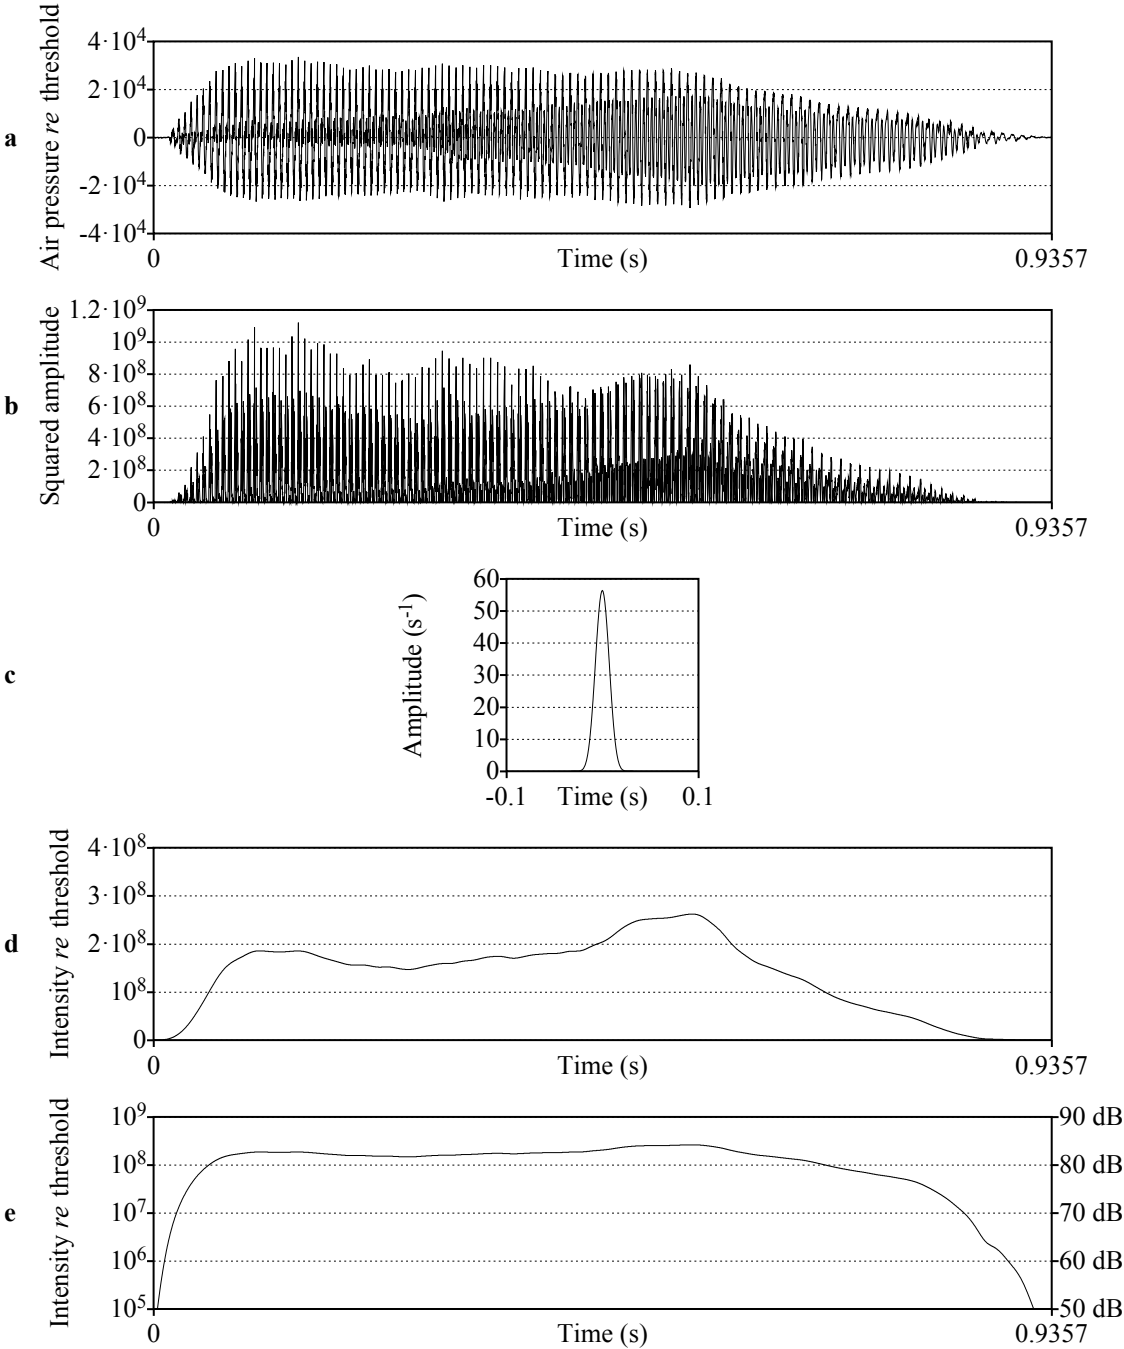 a
Air pressure re threshold
4·10⁴
2·10⁴
0
-2·10⁴
-4·10⁴
0
Time (s)
0.9357
b
Squared amplitude
1.2·10⁹
10⁹
8·10⁸
6·10⁸
4·10⁸
2·10⁸
0
0
Time (s)
0.9357
c
Amplitude (s⁻¹)
60
50
40
30
20
10
0
-0.1
Time (s)
0.1
d
Intensity re threshold
4·10⁸
3·10⁸
2·10⁸
10⁸
0
0
Time (s)
0.9357
e
Intensity re threshold
10⁹
90 dB
10⁸
80 dB
10⁷
70 dB
10⁶
60 dB
10⁵
50 dB
0
Time (s)
0.9357